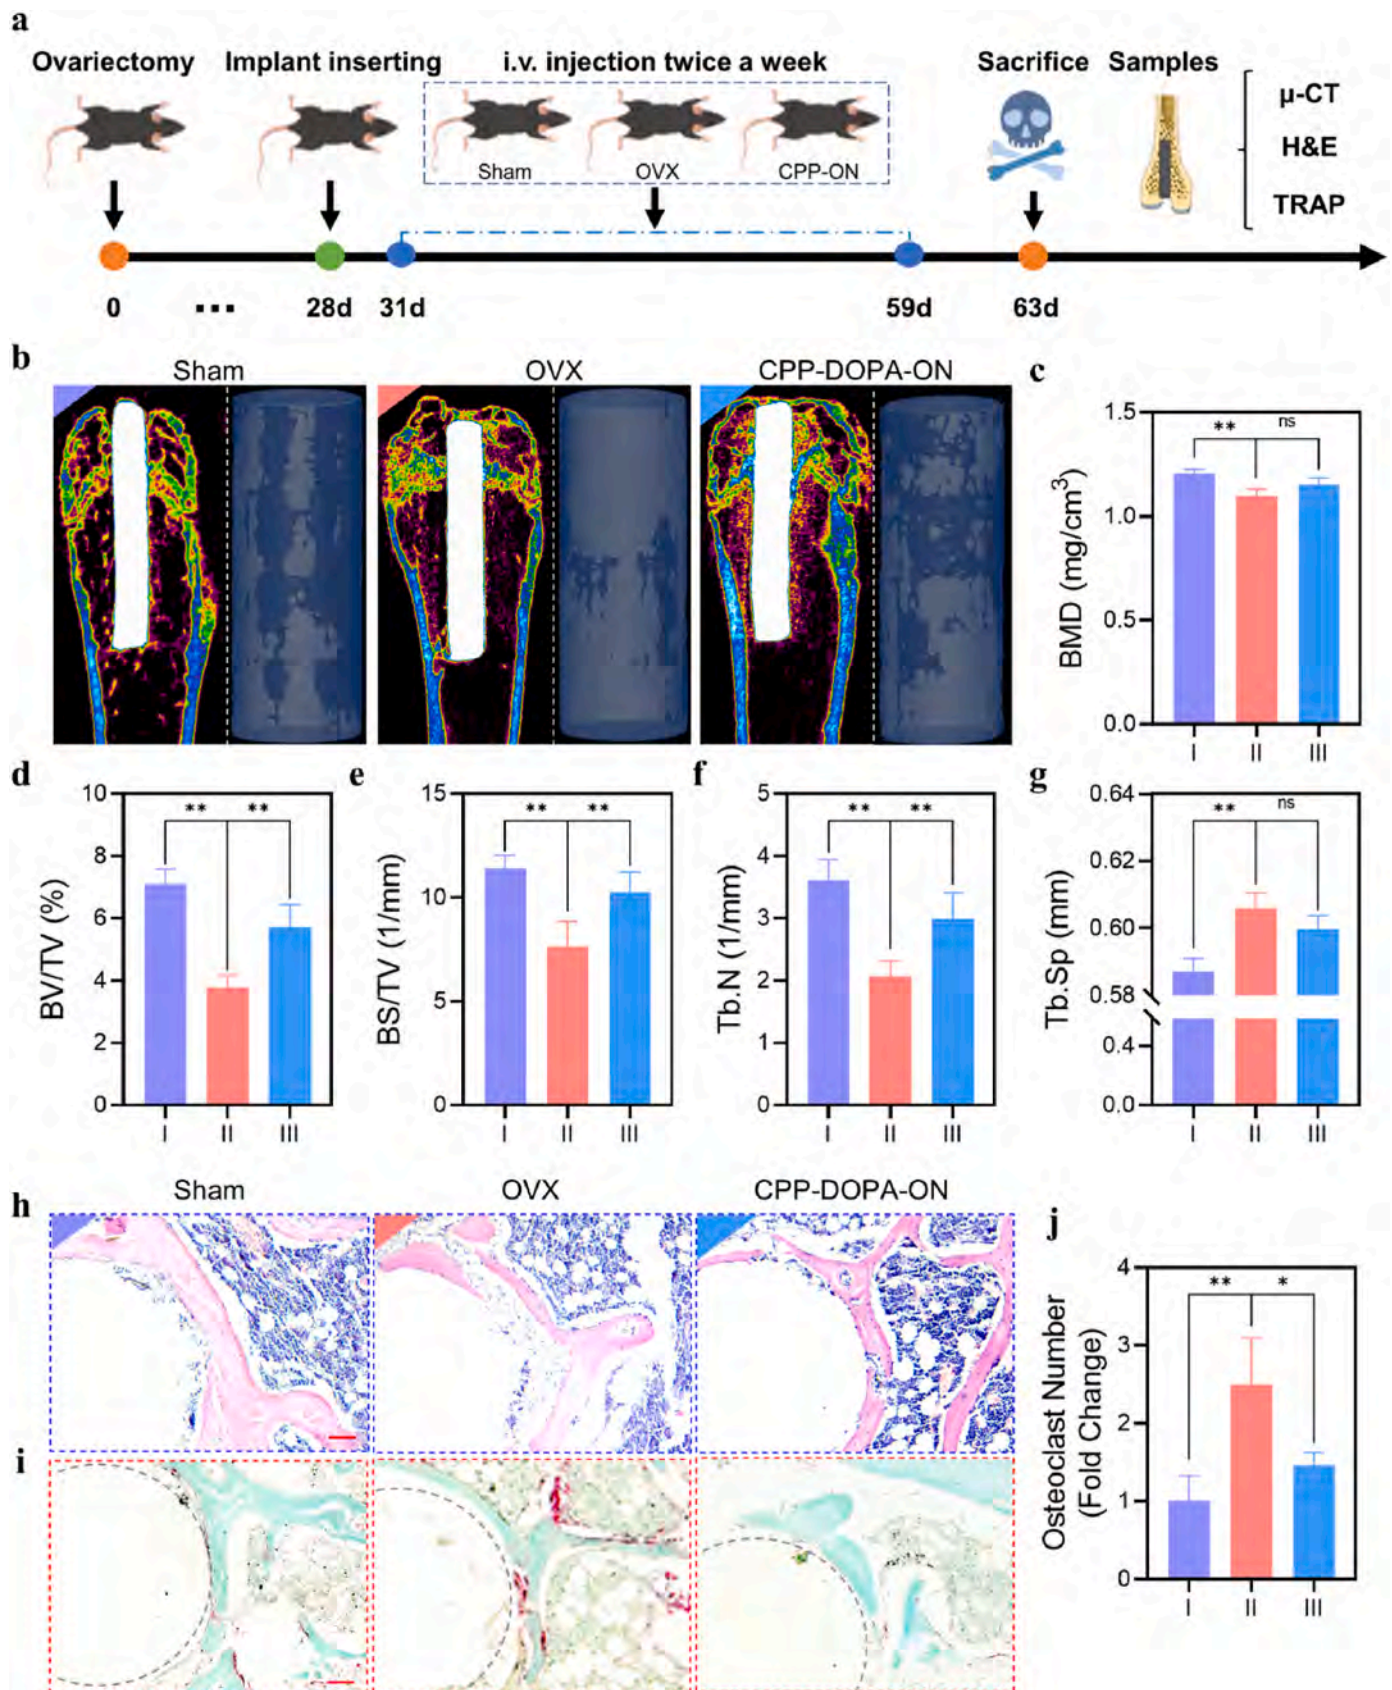 a
Ovariectomy Implant inserting i.v. injection twice a week Sacrifice Samples
Sham OVX CPP-ON
μ-CT
H&E
TRAP
0 ... 28d 31d 59d 63d
b
Sham OVX CPP-DOPA-ON
c
BMD (mg/cm³)
1.5
1.0
0.5
0.0
** ns
I II III
d
BV/TV (%)
10
8
6
4
2
0
** **
I II III
e
BS/TV (1/mm)
15
10
5
0
** **
I II III
f
Tb.N (1/mm)
5
4
3
2
1
0
** **
I II III
g
Tb.Sp (mm)
0.64
0.62
0.60
0.58
0.4
0.0
** ns
I II III
h
Sham OVX CPP-DOPA-ON
i
j
Osteoclast Number
(Fold Change)
4
3
2
1
0
** *
I II III